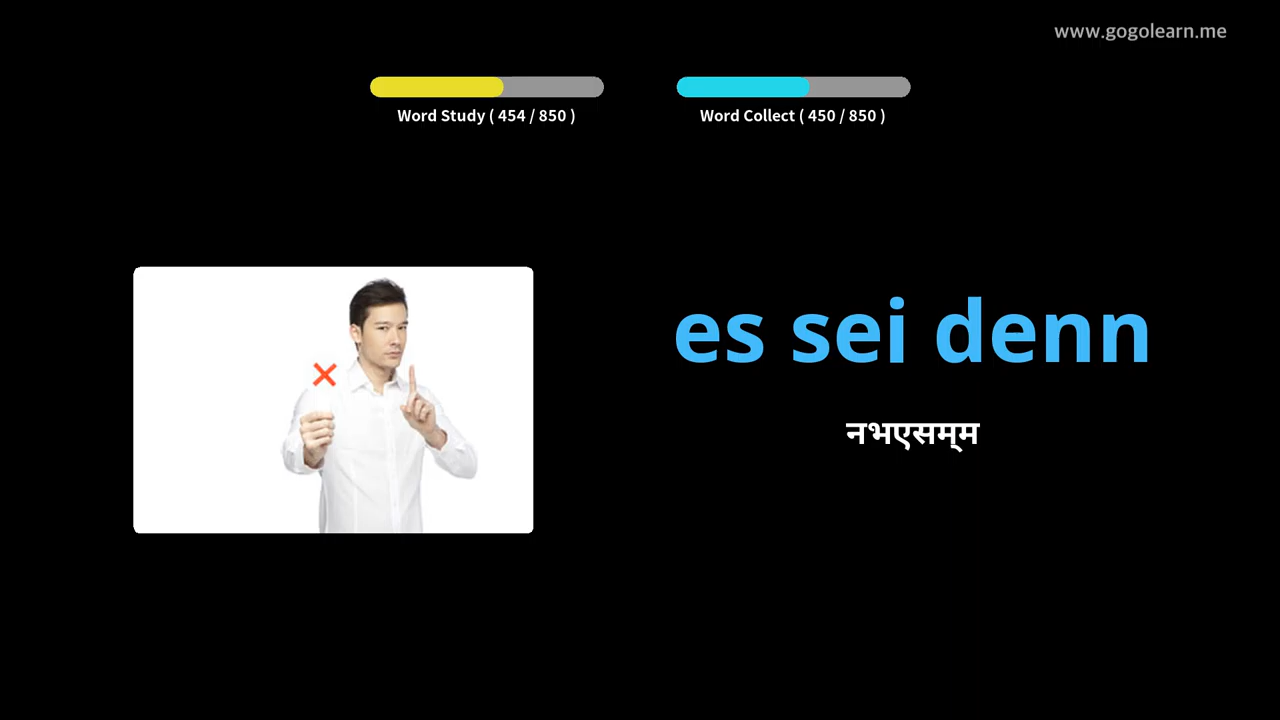 www.gogolearn.me
Word Study ( 454 / 850 )
Word Collect ( 450 / 850 )
es sei denn
नभएसम्म